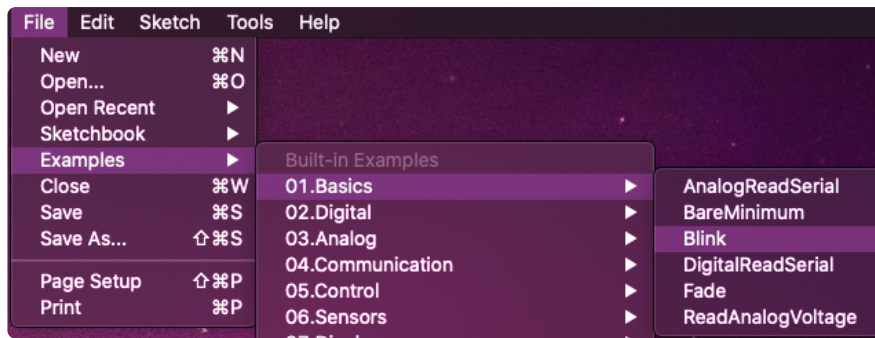 File Edit Sketch Tools Help
New ⌘N
Open... ⌘O
Open Recent ▶
Sketchbook ▶
Examples ▶
Close ⌘W
Save ⌘S
Save As... ⇧⌘S
Page Setup ⇧⌘P
Print ⌘P
Built-in Examples
01.Basics ▶
02.Digital ▶
03.Analog ▶
04.Communication ▶
05.Control ▶
06.Sensors ▶
AnalogReadSerial
BareMinimum
Blink
DigitalReadSerial
Fade
ReadAnalogVoltage